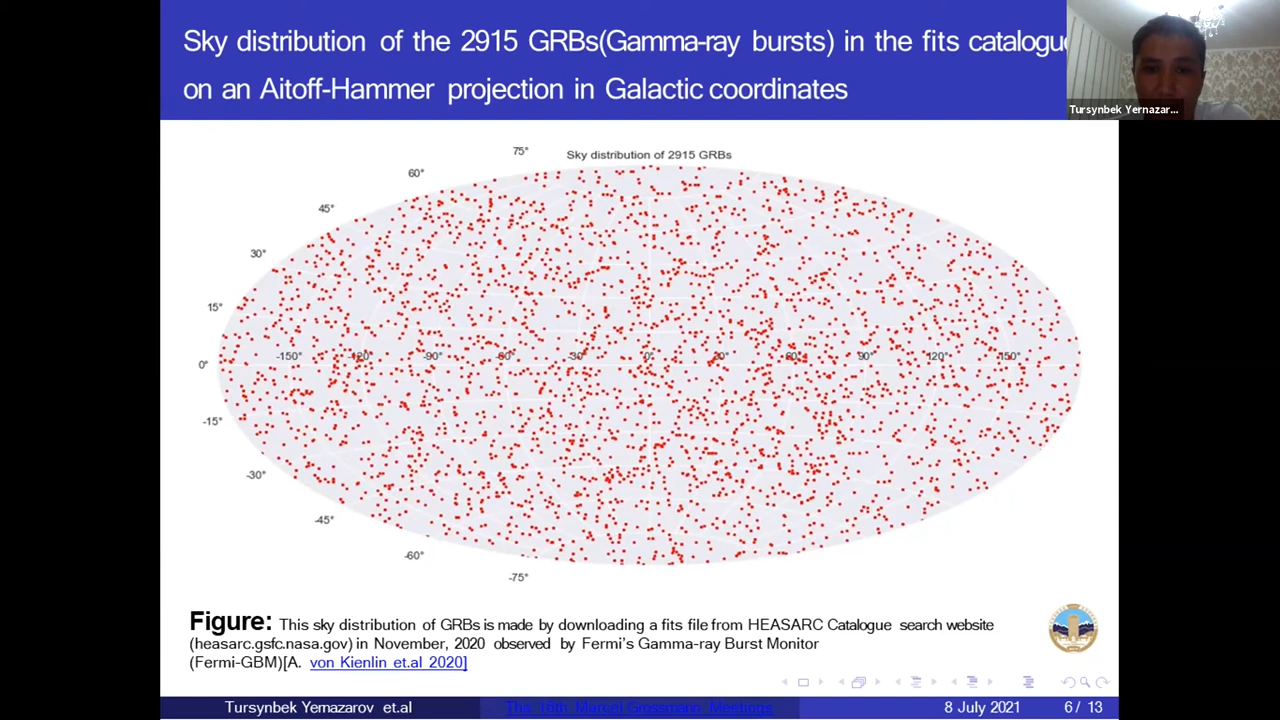 Sky distribution of the 2915 GRBs(Gamma-ray bursts) in the fits catalogue
on an Aitoff-Hammer projection in Galactic coordinates
Tursynbek Yernazar...
Sky distribution of 2915 GRBs
75°
60°
45°
30°
15°
0°
-15°
-30°
-45°
-60°
-75°
-150° -120° -90° -60° -30° 0° 30° 60° 90° 120° 150°
Figure: This sky distribution of GRBs is made by downloading a fits file from HEASARC Catalogue search website
(heasarc.gsfc.nasa.gov) in November, 2020 observed by Fermi's Gamma-ray Burst Monitor
(Fermi-GBM)[A. von Kienlin et.al 2020]
Tursynbek Yernazarov et.al The 16th Marcel Grossmann Meetings 8 July 2021 6 / 13